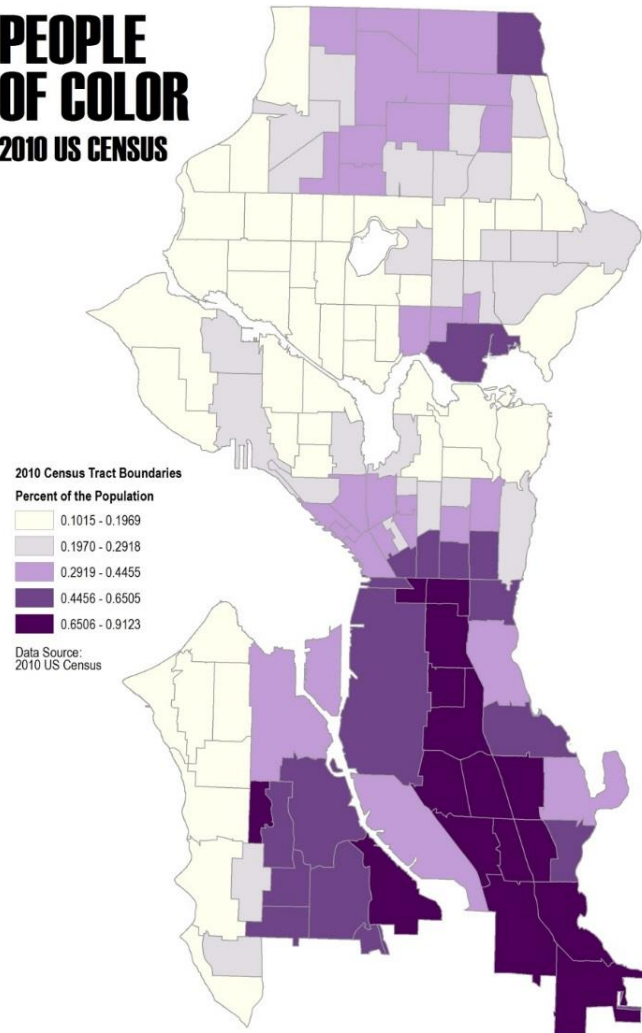 PEOPLE
OF COLOR
2010 US CENSUS
2010 Census Tract Boundaries
Percent of the Population
0.1015 - 0.1969
0.1970 - 0.2918
0.2919 - 0.4455
0.4456 - 0.6505
0.6506 - 0.9123
Data Source:
2010 US Census